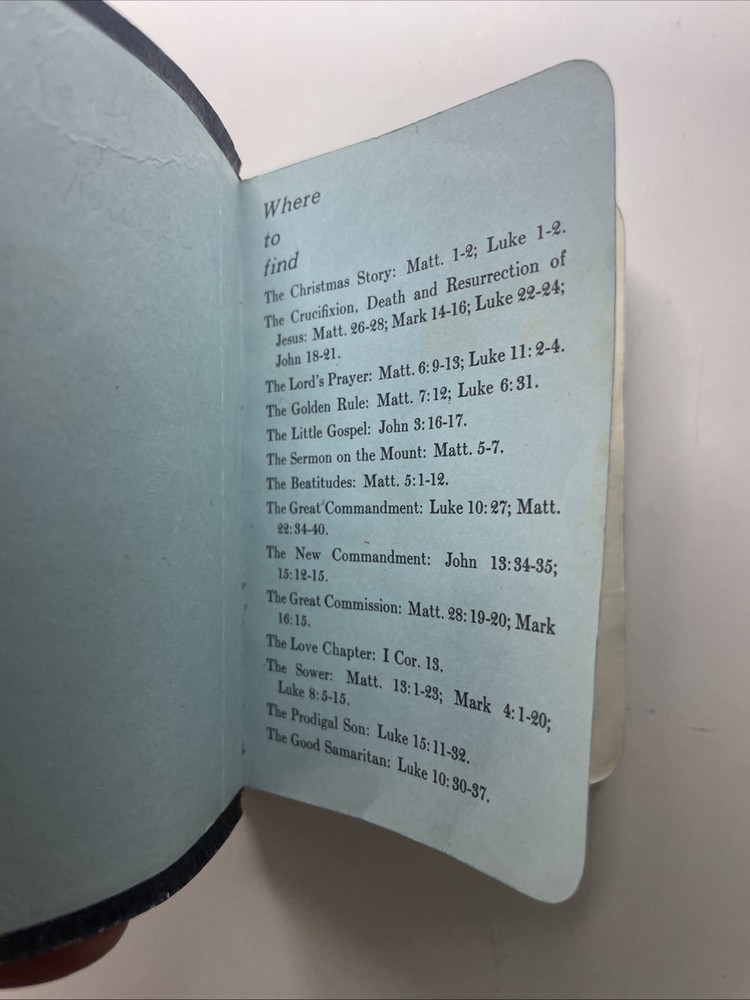 Where
to
find
The Christmas Story: Matt. 1-2; Luke 1-2.
The Crucifixion, Death and Resurrection of
Jesus: Matt. 26-28; Mark 14-16; Luke 22-24;
John 18-21.
The Lord's Prayer: Matt. 6:9-13; Luke 11:2-4.
The Golden Rule: Matt. 7:12; Luke 6:31.
The Little Gospel: John 3:16-17.
The Sermon on the Mount: Matt. 5-7.
The Beatitudes: Matt. 5:1-12.
The Great Commandment: Luke 10:27; Matt.
22:34-40.
The New Commandment: John 13:34-35;
15:12-15.
The Great Commission: Matt. 28:19-20; Mark
16:15.
The Love Chapter: I Cor. 13.
The Sower: Matt. 13:1-23; Mark 4:1-20;
Luke 8:5-15.
The Prodigal Son: Luke 15:11-32.
The Good Samaritan: Luke 10:30-37.